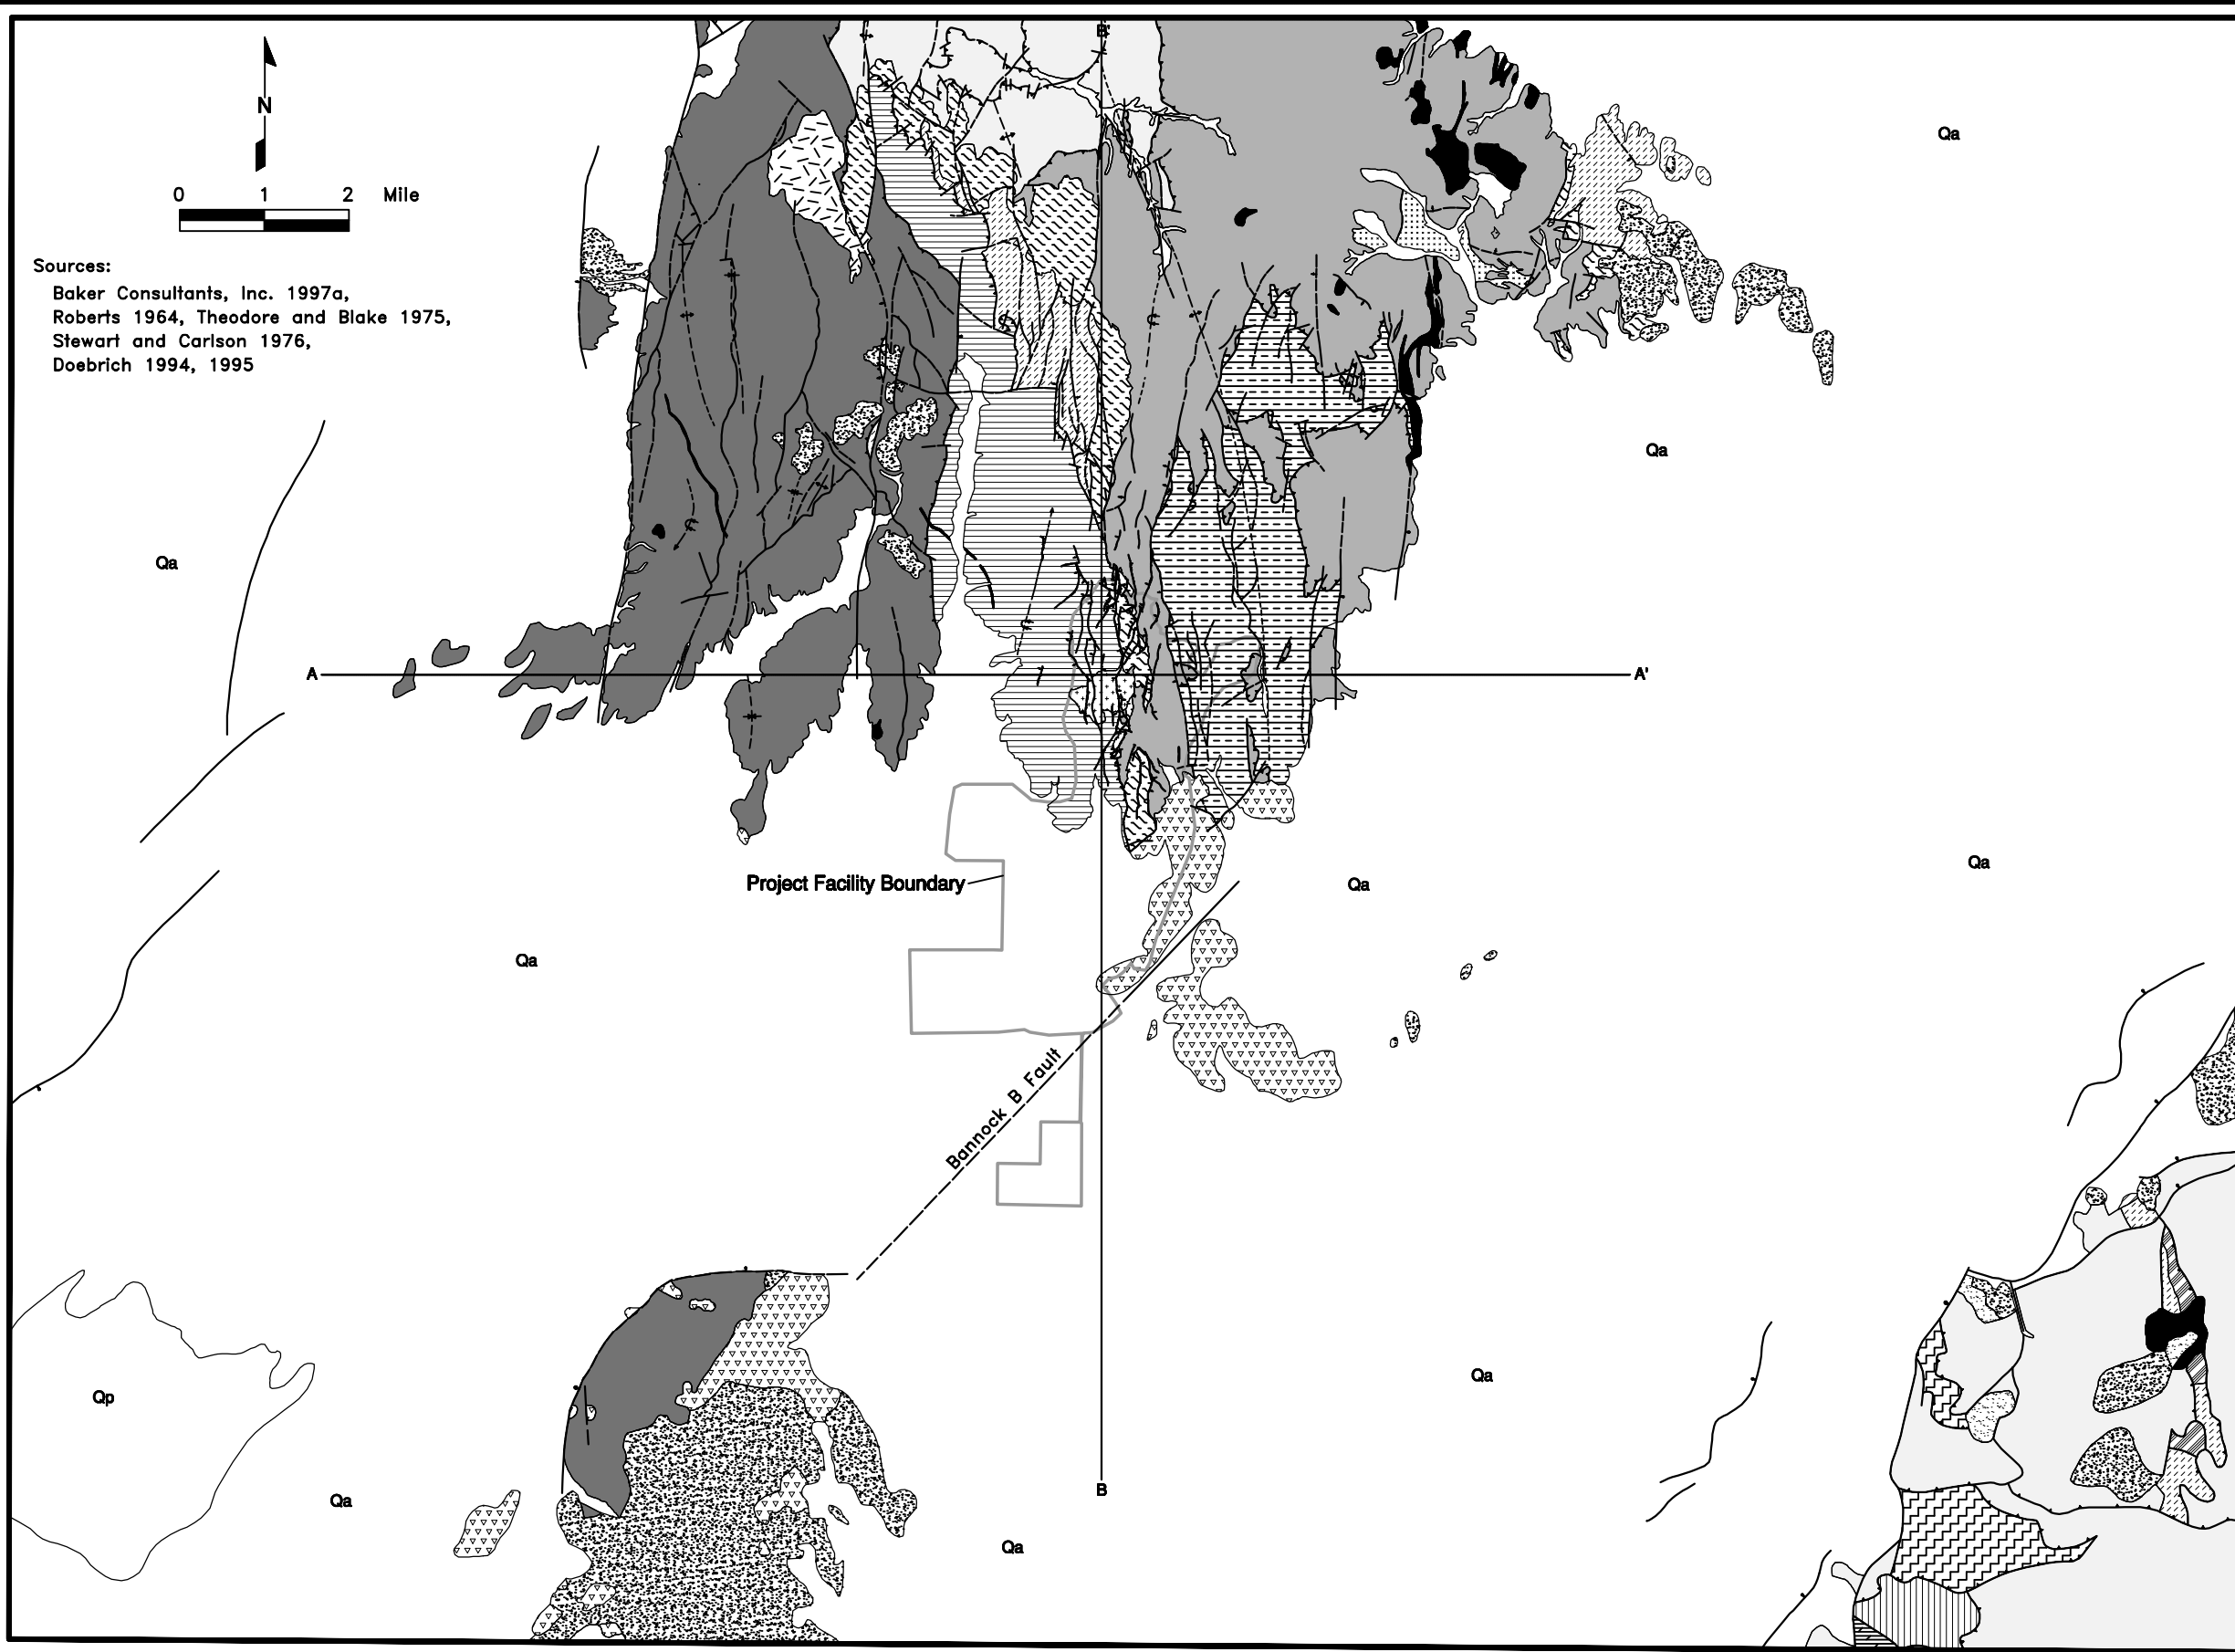 B'
N
0 1 2 Mile
Sources:
Baker Consultants, Inc. 1997a,
Roberts 1964, Theodore and Blake 1975,
Stewart and Carlson 1976,
Doebrich 1994, 1995
Qa
Qa
Qa
A
A'
Qa
Project Facility Boundary
Qa
Qa
Bannock B Fault
Qa
Qp
B
Qa
Qa